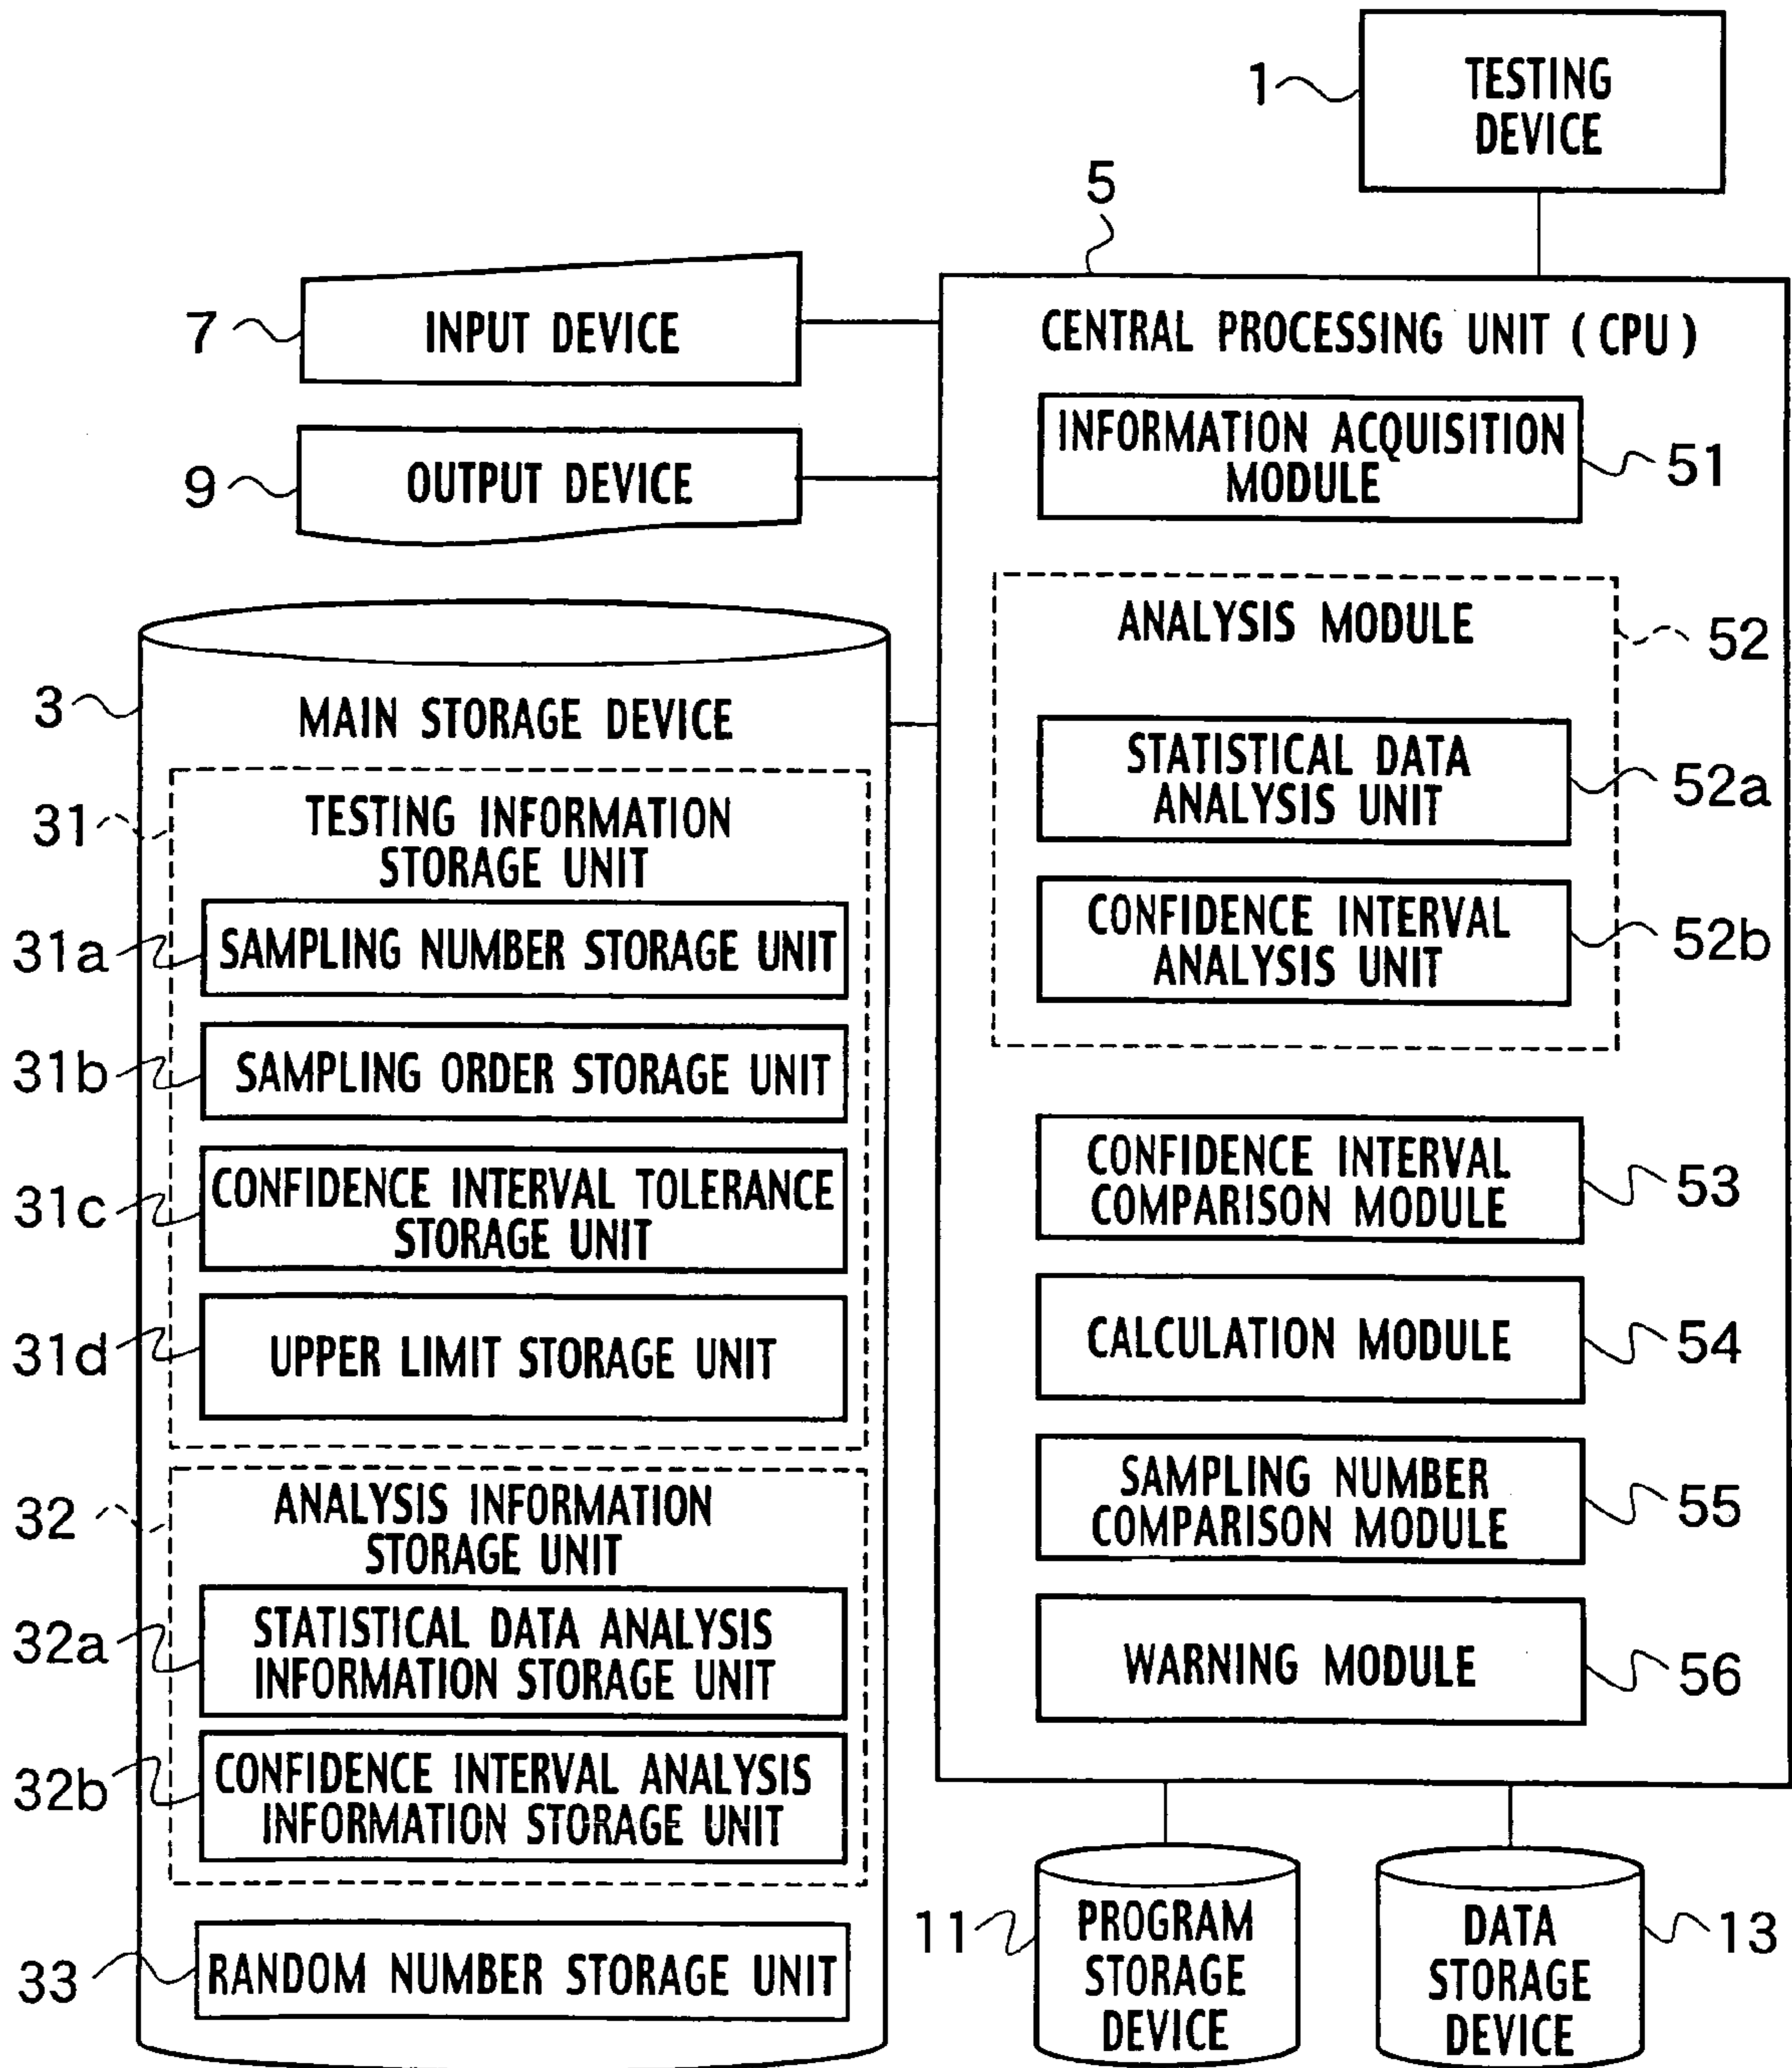 1
TESTING
DEVICE
5
7
INPUT DEVICE
9
OUTPUT DEVICE
3
MAIN STORAGE DEVICE
31
TESTING INFORMATION
STORAGE UNIT
31a
SAMPLING NUMBER STORAGE UNIT
31b
SAMPLING ORDER STORAGE UNIT
31c
CONFIDENCE INTERVAL TOLERANCE
STORAGE UNIT
31d
UPPER LIMIT STORAGE UNIT
32
ANALYSIS INFORMATION
STORAGE UNIT
32a
STATISTICAL DATA ANALYSIS
INFORMATION STORAGE UNIT
32b
CONFIDENCE INTERVAL ANALYSIS
INFORMATION STORAGE UNIT
33
RANDOM NUMBER STORAGE UNIT
CENTRAL PROCESSING UNIT ( CPU )
INFORMATION ACQUISITION
MODULE
51
ANALYSIS MODULE
52
STATISTICAL DATA
ANALYSIS UNIT
52a
CONFIDENCE INTERVAL
ANALYSIS UNIT
52b
CONFIDENCE INTERVAL
COMPARISON MODULE
53
CALCULATION MODULE
54
SAMPLING NUMBER
COMPARISON MODULE
55
WARNING MODULE
56
11
PROGRAM
STORAGE
DEVICE
DATA
STORAGE
DEVICE
13